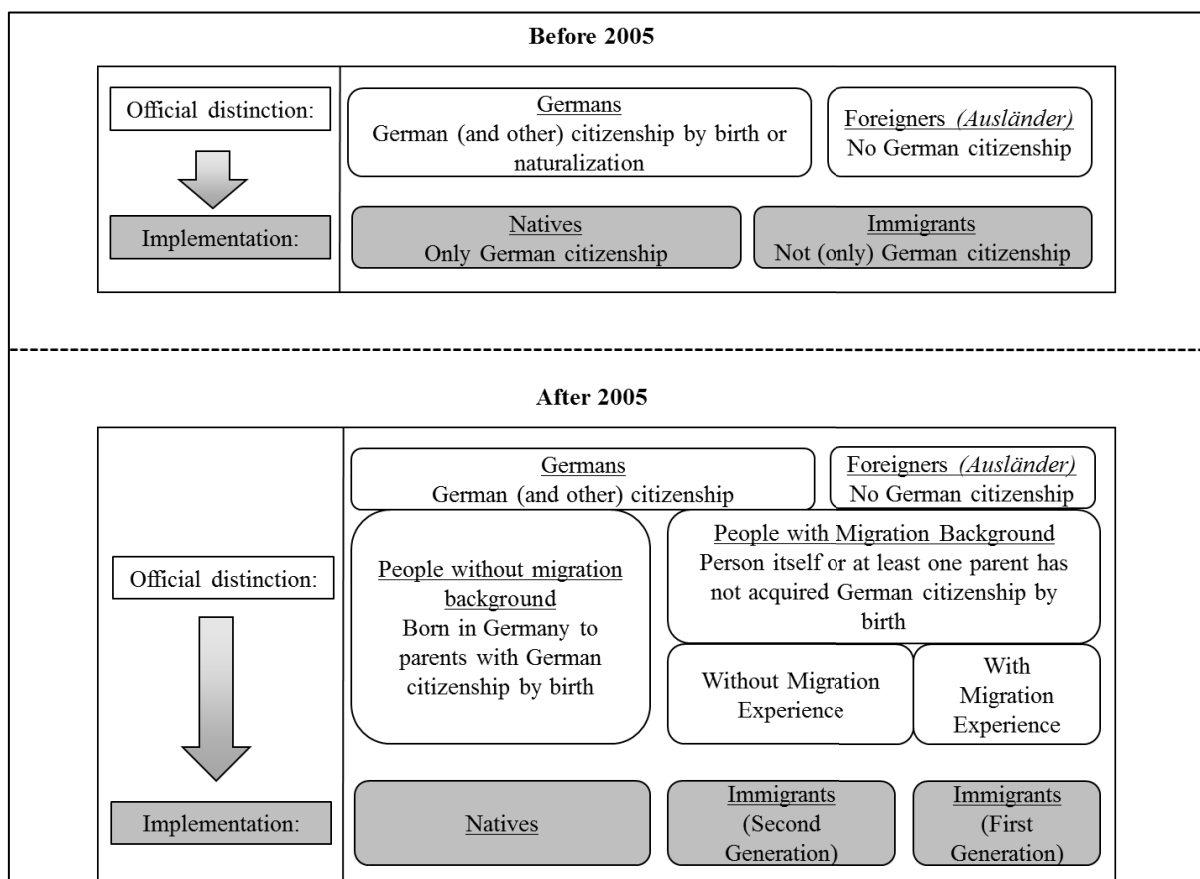 Before 2005
Official distinction:
Germans
German (and other) citizenship by birth or
naturalization
Foreigners (Ausländer)
No German citizenship
Implementation:
Natives
Only German citizenship
Immigrants
Not (only) German citizenship
After 2005
Germans
German (and other) citizenship
Foreigners (Ausländer)
No German citizenship
Official distinction:
People without migration
background
Born in Germany to
parents with German
citizenship by birth
People with Migration Background
Person itself or at least one parent has
not acquired German citizenship by
birth
Without Migration
Experience
With
Migration
Experience
Implementation:
Natives
Immigrants
(Second
Generation)
Immigrants
(First
Generation)